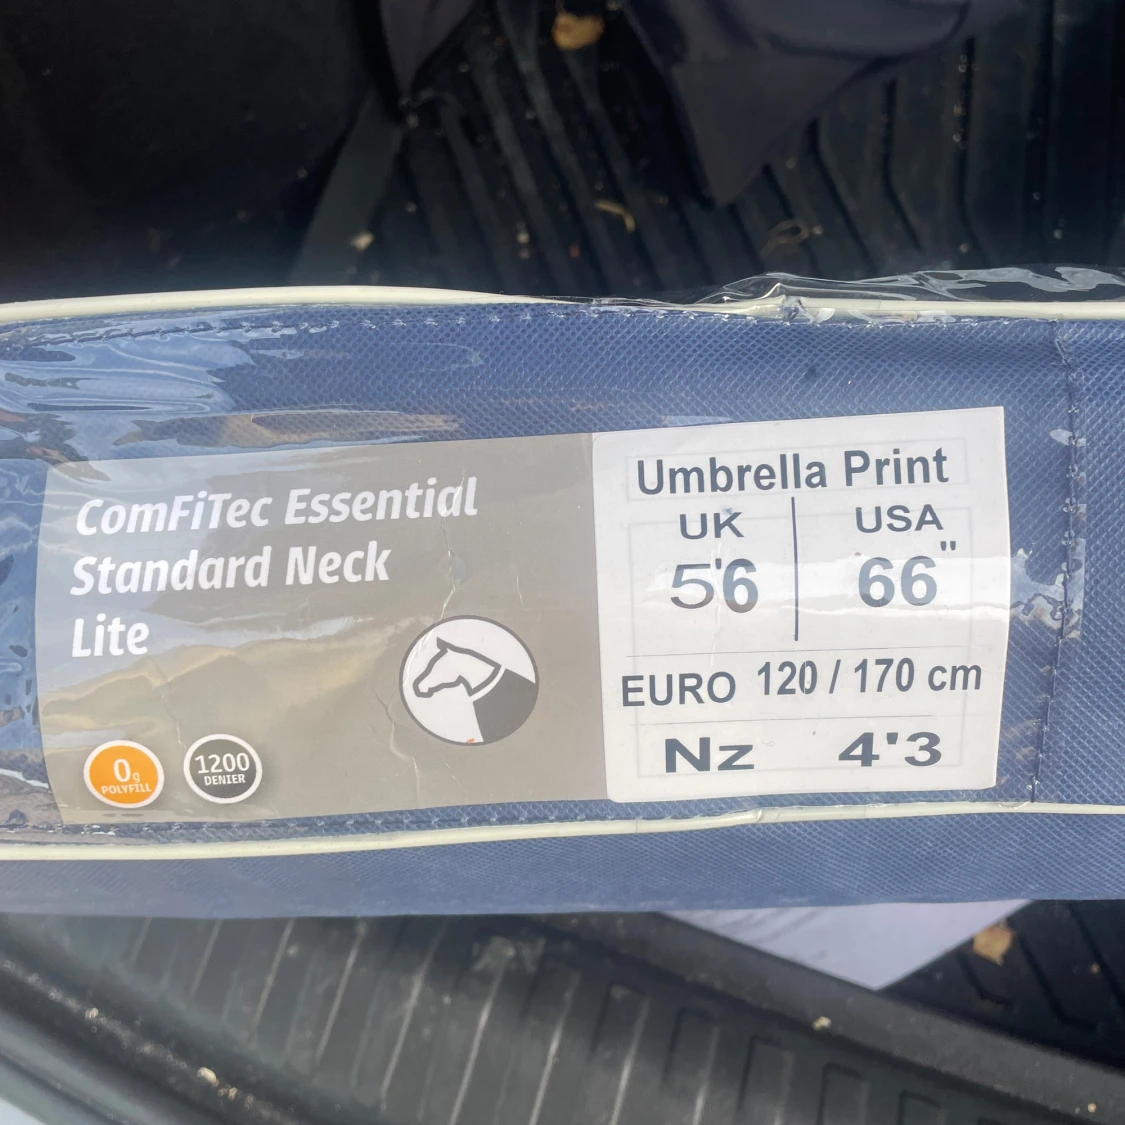 ComFiTec Essential
Standard Neck
Lite
0g
POLYFILL
1200
DENIER
Umbrella Print
UK USA
5'6 66"
EURO 120 / 170 cm
Nz 4'3